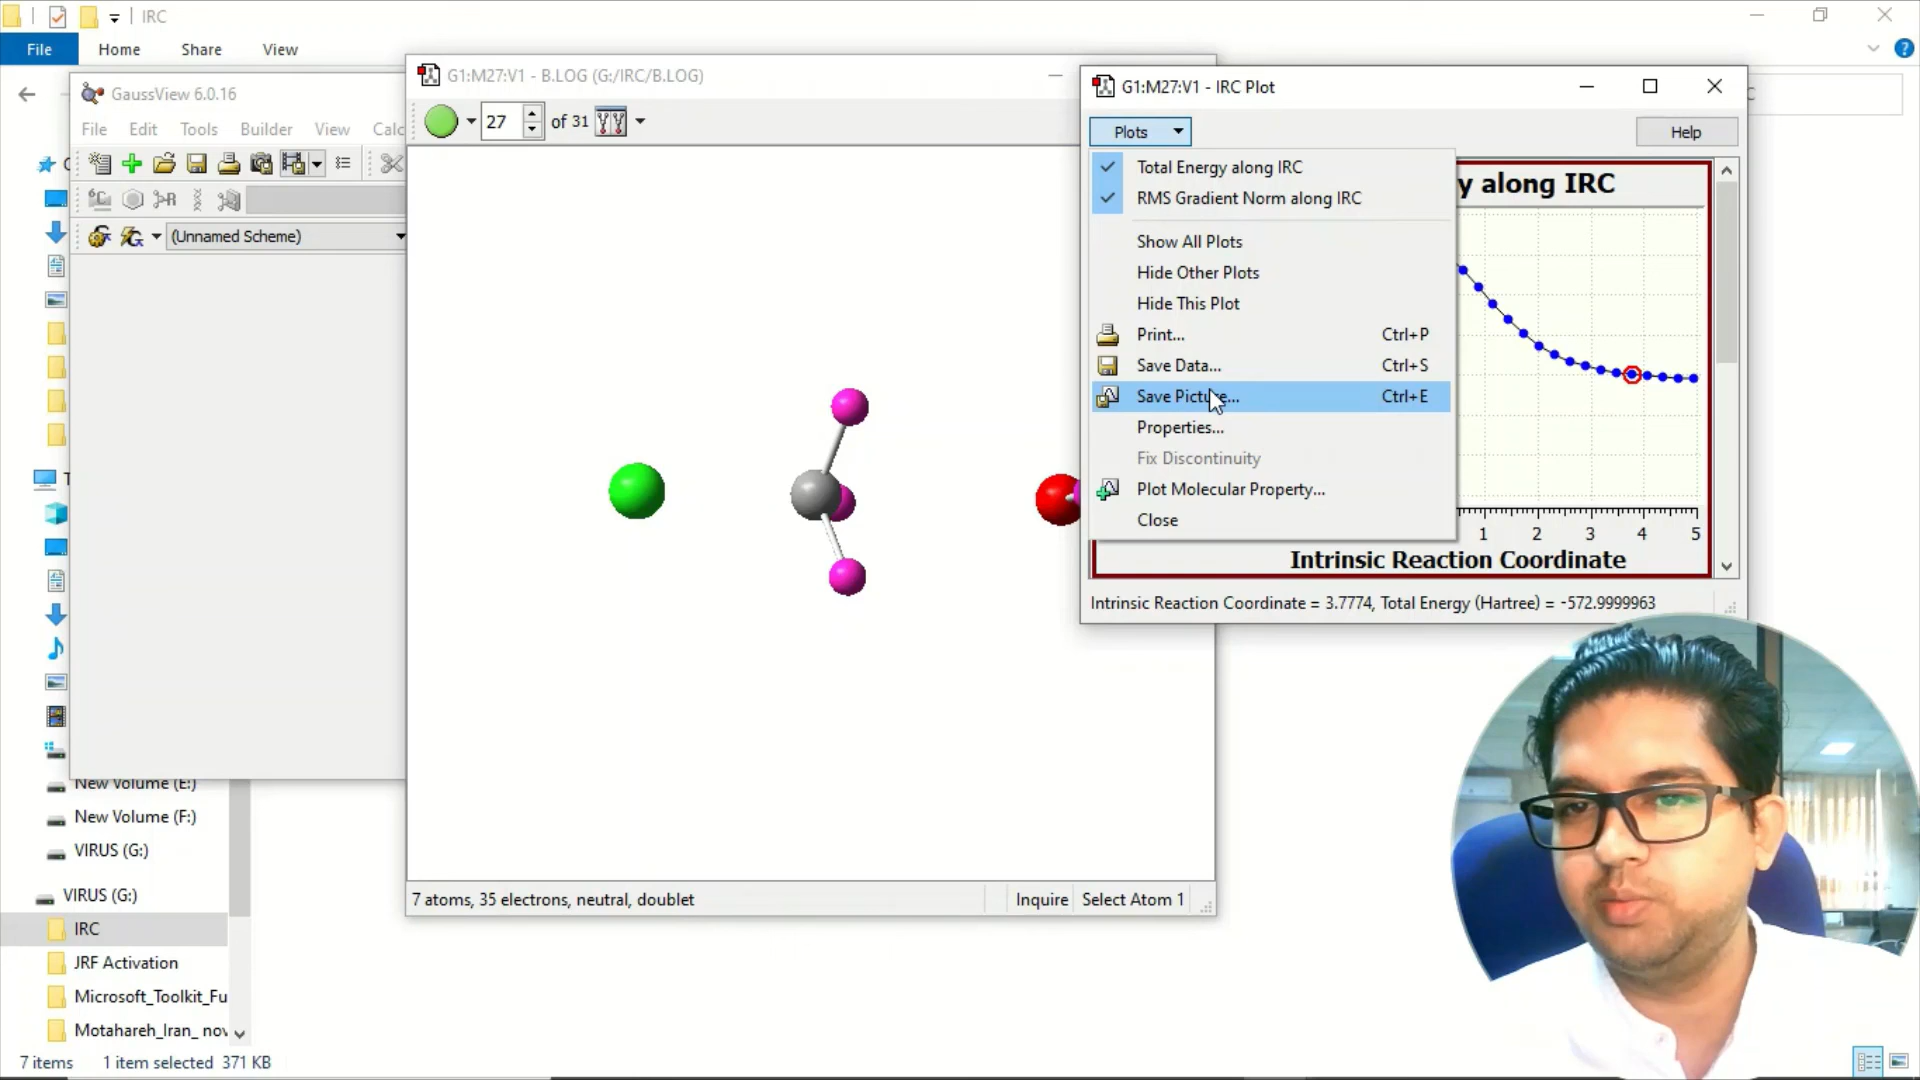 IRC
File Home Share View
GaussView 6.0.16
File Edit Tools Builder View Calc
(Unnamed Scheme)
G1:M27:V1 - B.LOG (G:/IRC/B.LOG)
27 of 31
G1:M27:V1 - IRC Plot
Plots Help
Total Energy along IRC
RMS Gradient Norm along IRC
Show All Plots
Hide Other Plots
Hide This Plot
Print... Ctrl+P
Save Data... Ctrl+S
Save Picture... Ctrl+E
Properties...
Fix Discontinuity
Plot Molecular Property...
Close
y along IRC
1 2 3 4 5
Intrinsic Reaction Coordinate
Intrinsic Reaction Coordinate = 3.7774, Total Energy (Hartree) = -572.9999963
7 atoms, 35 electrons, neutral, doublet
Inquire Select Atom 1
New Volume (E:)
New Volume (F:)
VIRUS (G:)
VIRUS (G:)
IRC
JRF Activation
Microsoft_Toolkit_Fu
Motahareh_Iran_ nov
7 items 1 item selected 371 KB